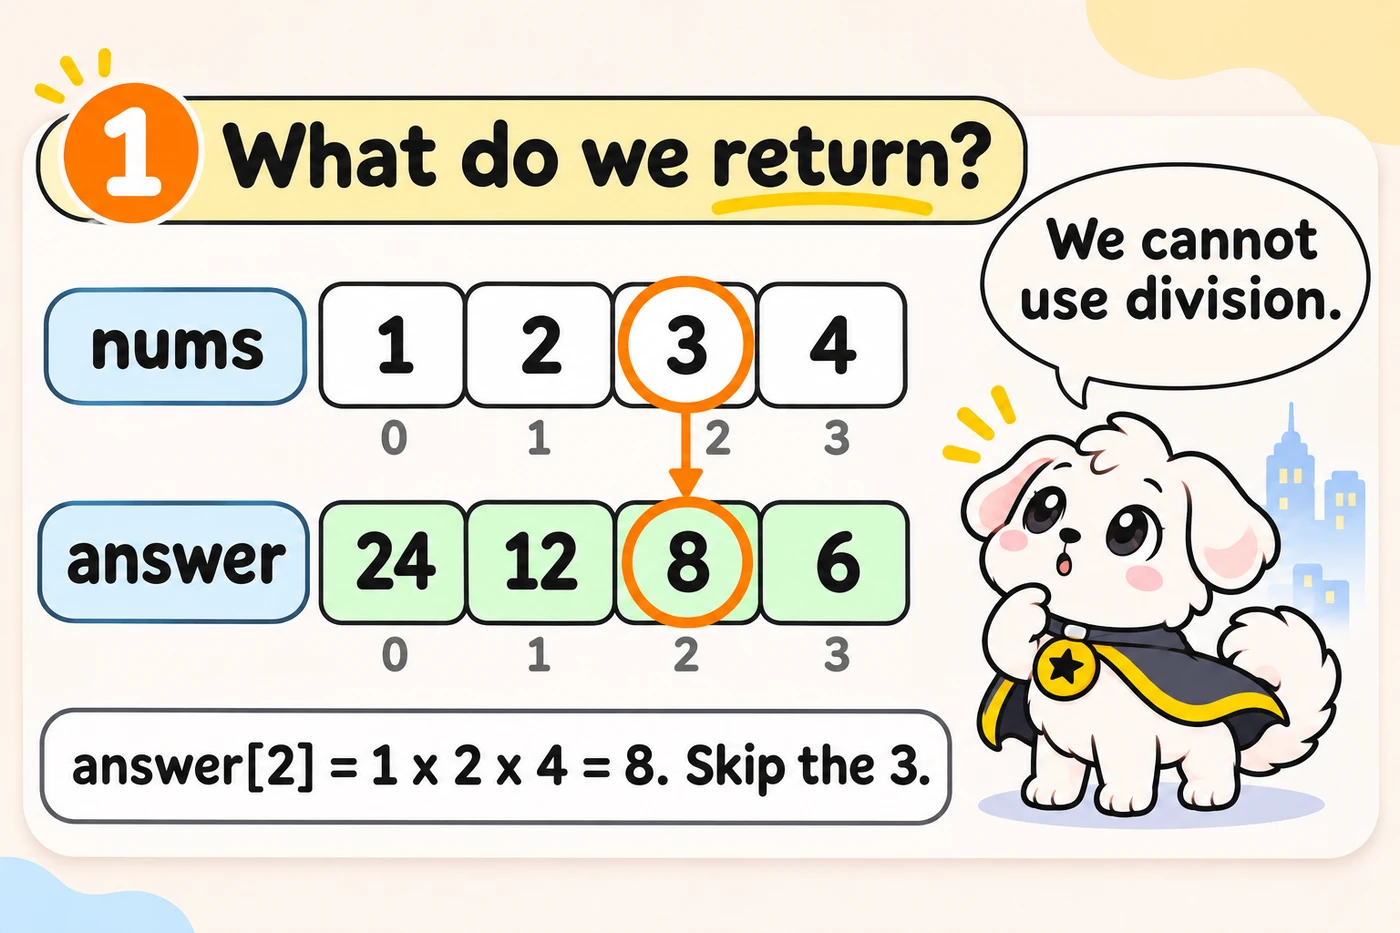 1 What do we return?
We cannot
use division.
nums 1 2 3 4
0 1 2 3
answer 24 12 8 6
0 1 2 3
answer[2] = 1 x 2 x 4 = 8. Skip the 3.